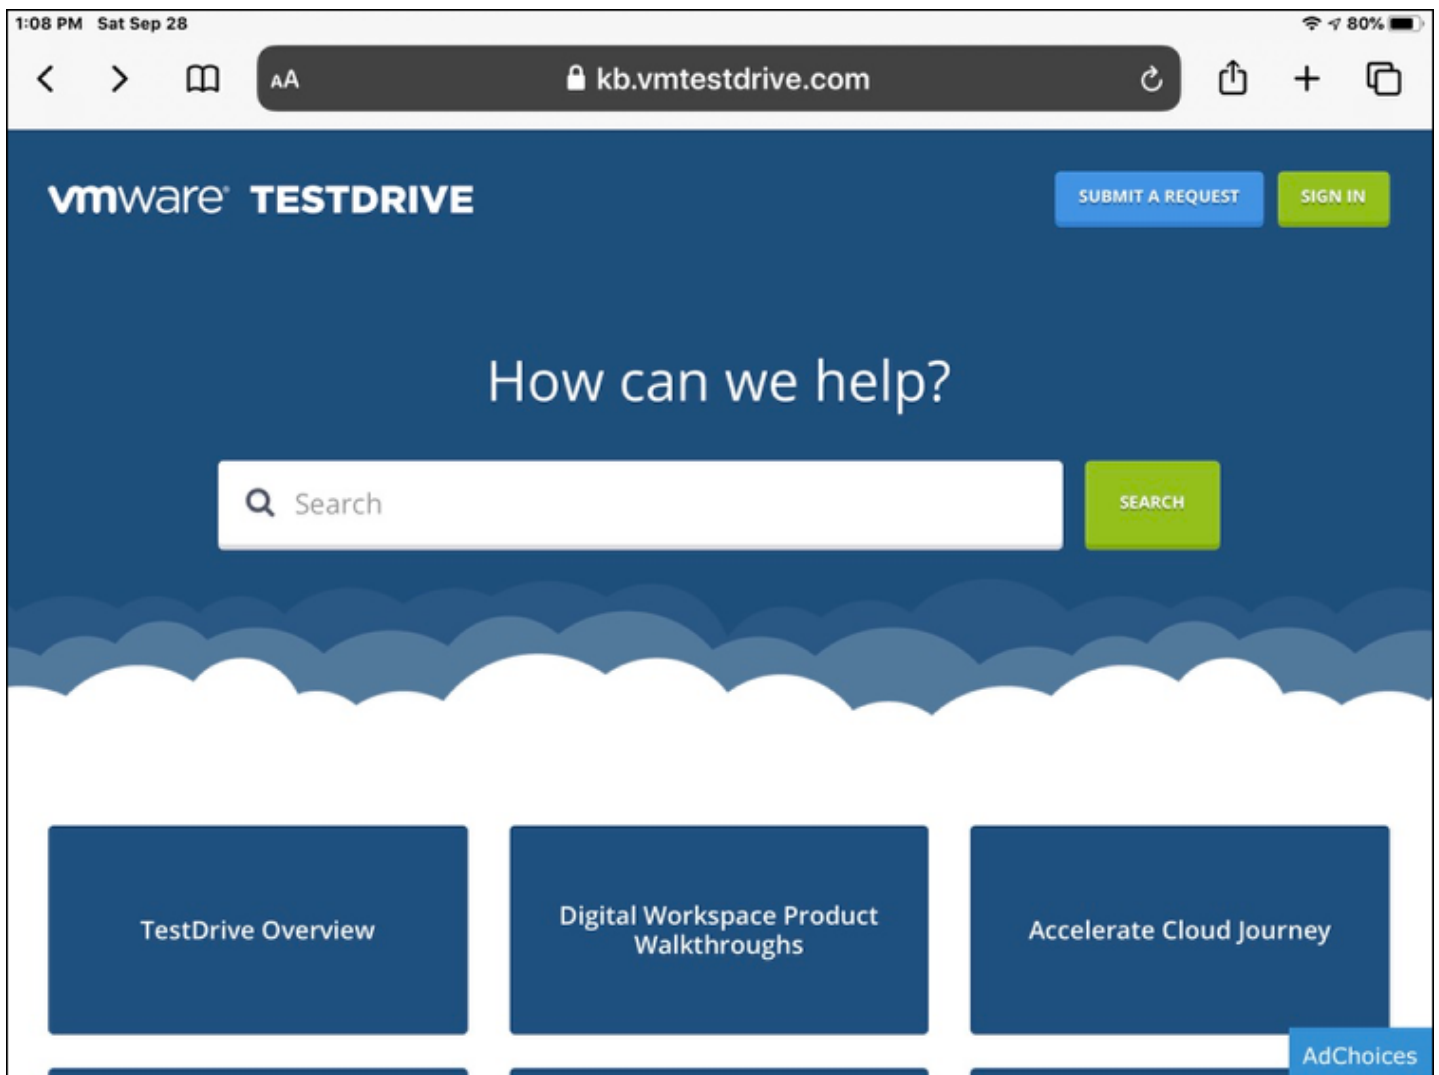 1:08 PM Sat Sep 28
80%
AA
kb.vmtestdrive.com
vmware® TESTDRIVE
SUBMIT A REQUEST
SIGN IN
How can we help?
Search
SEARCH
TestDrive Overview
Digital Workspace Product
Walkthroughs
Accelerate Cloud Journey
AdChoices